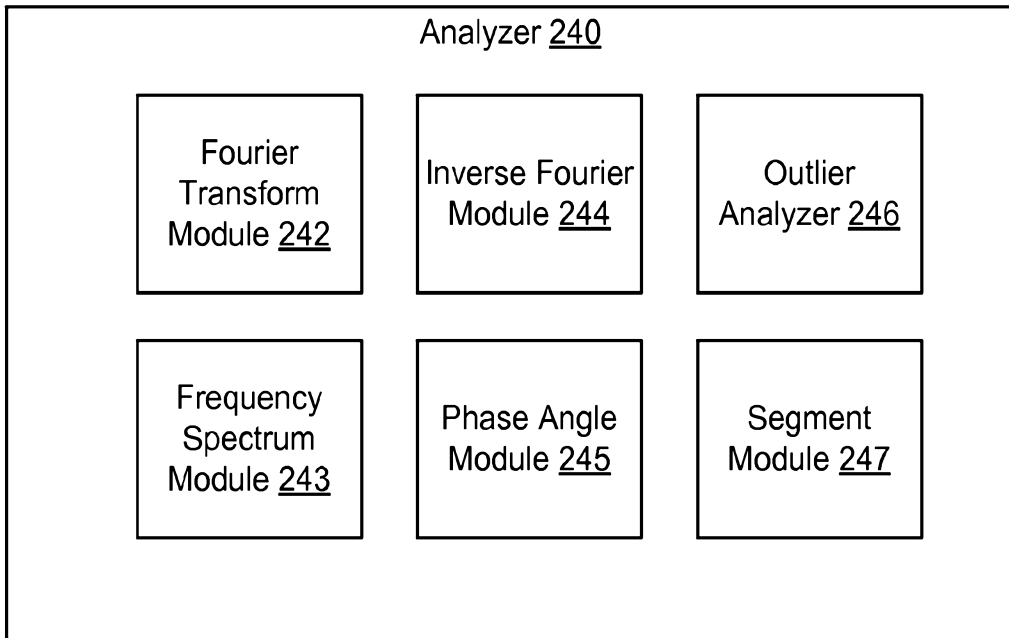 Analyzer 240
Fourier
Transform
Module 242
Inverse Fourier
Module 244
Outlier
Analyzer 246
Frequency
Spectrum
Module 243
Phase Angle
Module 245
Segment
Module 247